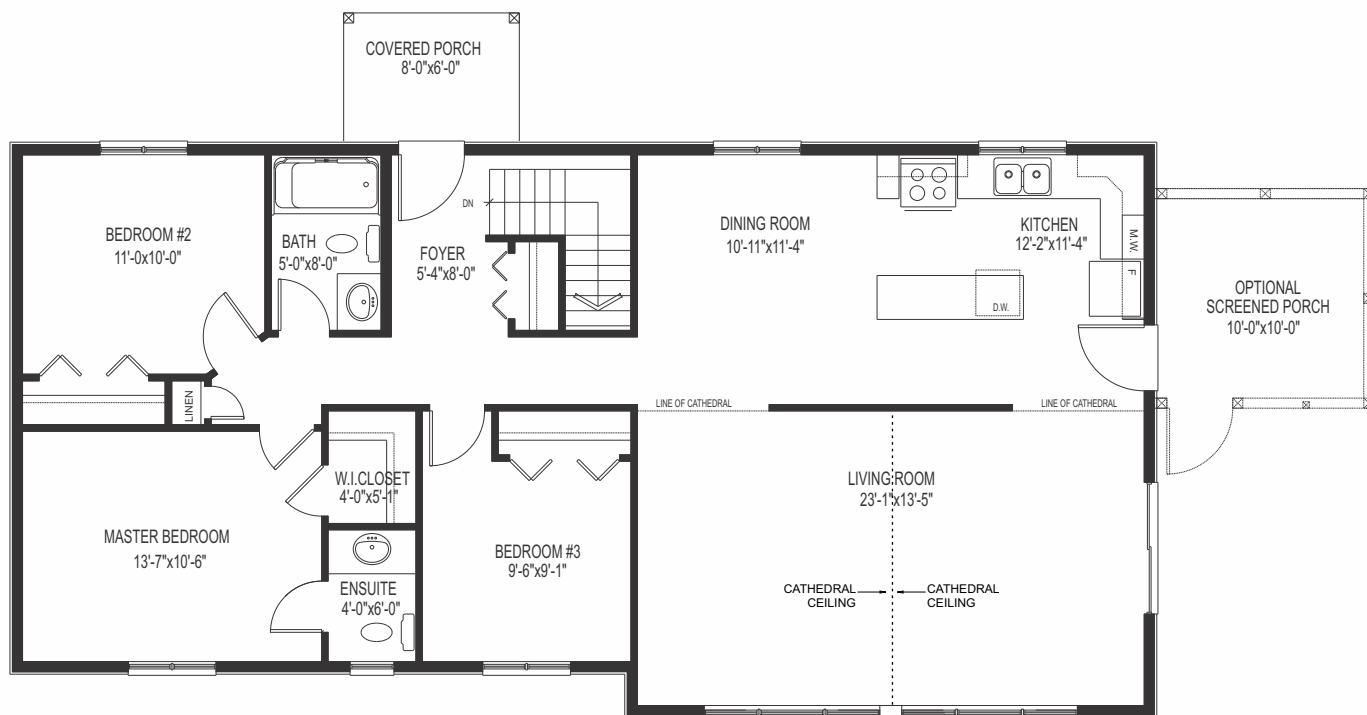 COVERED PORCH
8'-0"x6'-0"
BEDROOM #2
11'-0x10'-0"
BATH
5'-0"x8'-0"
DN
FOYER
5'-4"x8'-0"
DINING ROOM
10'-11"x11'-4"
KITCHEN
12'-2"x11'-4"
M.W.
F
D.W.
OPTIONAL
SCREENED PORCH
10'-0"x10'-0"
LINEN
LINE OF CATHEDRAL
LINE OF CATHEDRAL
W.I.CLOSET
4'-0"x5'-1"
LIVING ROOM
23'-1"x13'-5"
MASTER BEDROOM
13'-7"x10'-6"
BEDROOM #3
9'-6"x9'-1"
ENSUITE
4'-0"x6'-0"
CATHEDRAL
CEILING
CATHEDRAL
CEILING